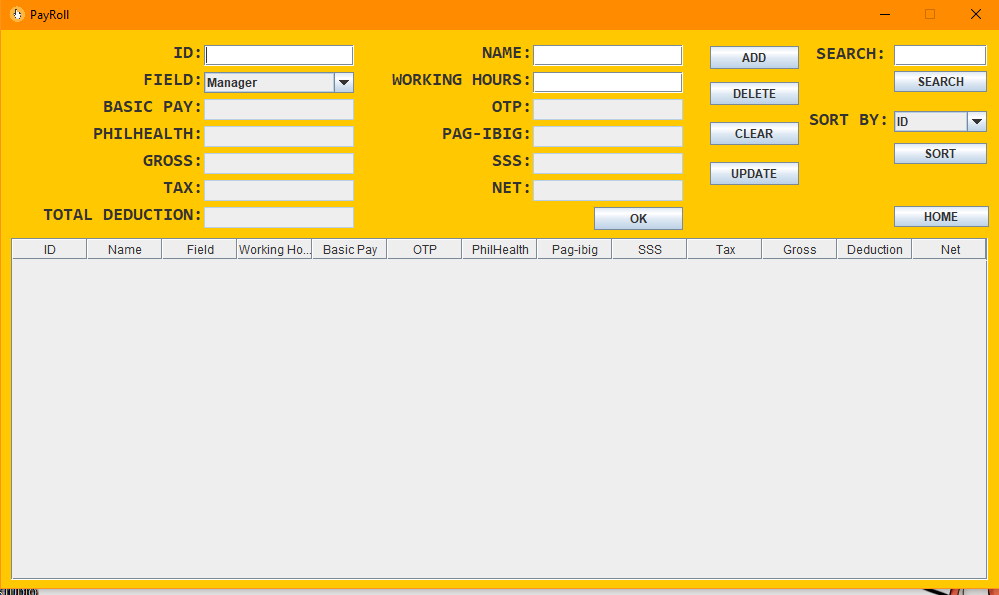 PayRoll
ID: NAME: ADD SEARCH:
FIELD: Manager WORKING HOURS: SEARCH
BASIC PAY: OTP: DELETE
SORT BY: ID
PHILHEALTH: PAG-IBIG: CLEAR
GROSS: SSS: SORT
TAX: NET: UPDATE
TOTAL DEDUCTION: OK HOME
ID Name Field Working Ho... Basic Pay OTP PhilHealth Pag-ibig SSS Tax Gross Deduction Net